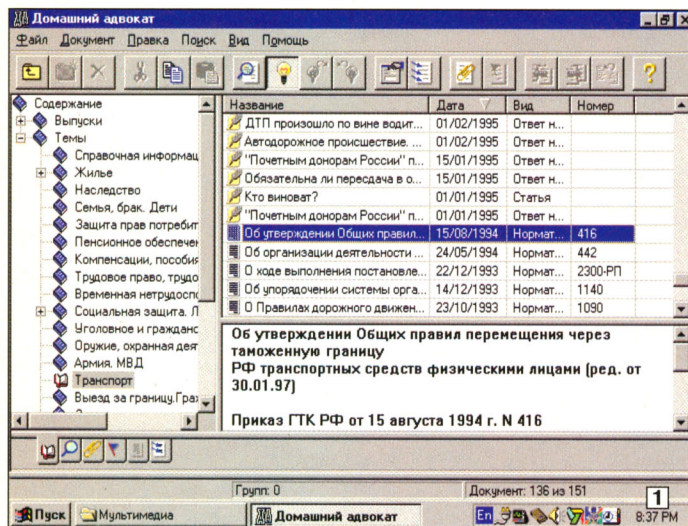 Домашний адвокат
Файл Документ Правка Поиск Вид Помощь
Содержание
Выпуски
Темы
Справочная информац
Жилье
Наследство
Семья, брак. Дети
Защита прав потребит
Пенсионное обеспечен
Компенсации, пособия
Трудовое право, трудо
Временная нетрудоспо
Социальная защита. Л
Уголовное и гражданс
Оружие, охранная деят
Армия. МВД
Транспорт
Выезд за границу.Гра
Название Дата Вид Номер
ДТП произошло по вине водит... 01/02/1995 Ответ н...
Автодорожное происшествие. ... 01/02/1995 Ответ н...
"Почетным донорам России" п... 15/01/1995 Ответ н...
Обязательна ли пересдача в о... 15/01/1995 Ответ н...
Кто виноват? 01/01/1995 Статья
"Почетным донорам России" п... 01/01/1995 Ответ н...
Об утверждении Общих правил... 15/08/1994 Нормат... 416
Об организации деятельности ... 24/05/1994 Нормат... 442
О ходе выполнения постановле... 22/12/1993 Нормат... 2300-РП
Об упорядочении системы орга... 14/12/1993 Нормат... 1140
О Правилах дорожного движен... 23/10/1993 Нормат... 1090
Об утверждении Общих правил перемещения через
таможенную границу
РФ транспортных средств физическими лицами (ред. от
30.01.97)
Приказ ГТК РФ от 15 августа 1994 г. N 416
Групп: 0 Документ: 136 из 151
1
Пуск Мультимедиа Домашний адвокат En 8:37 PM